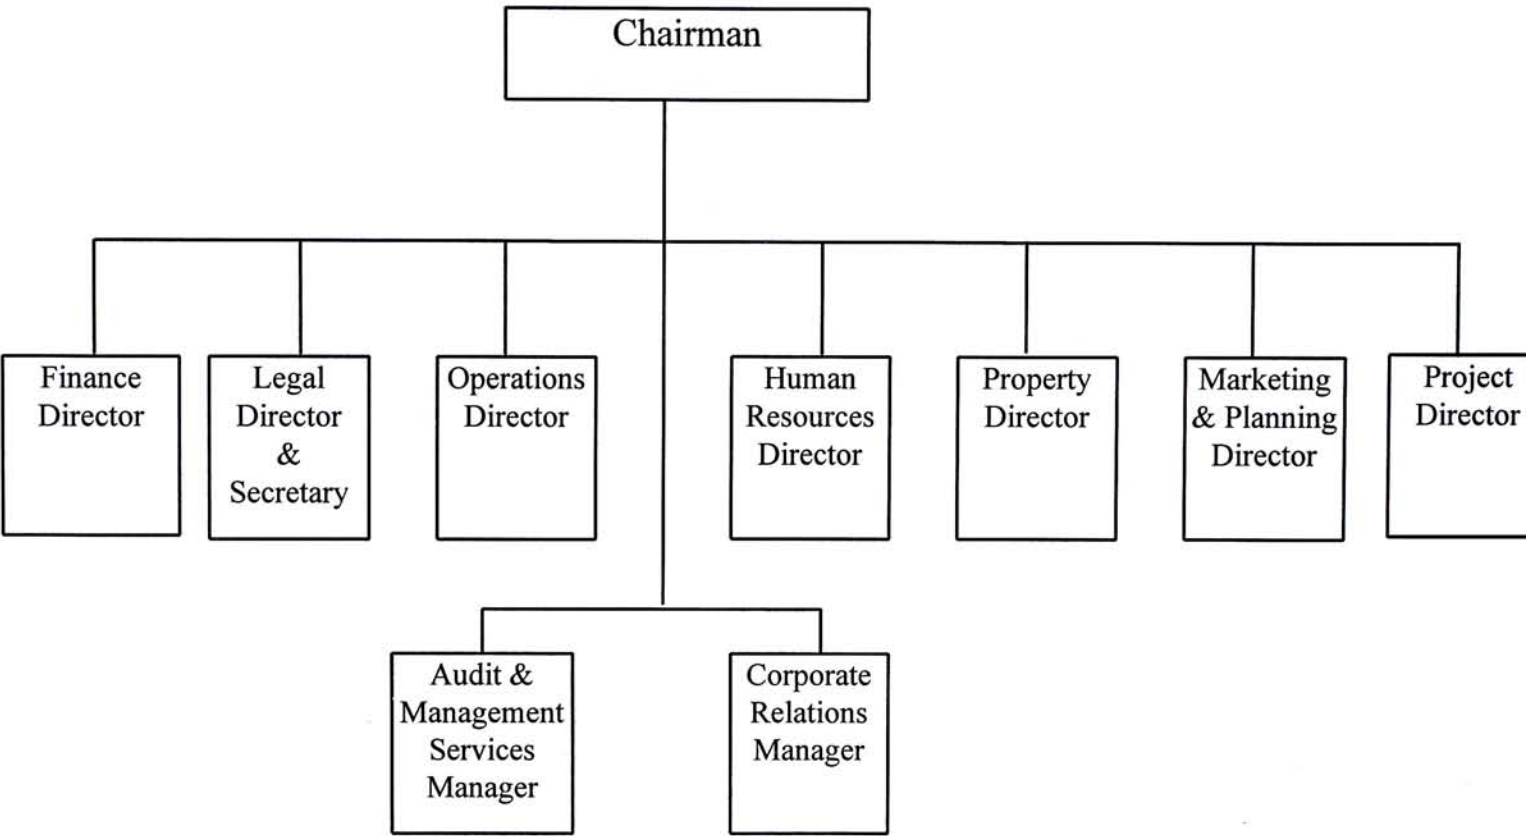 Chairman
Finance
Director
Legal
Director
&
Secretary
Operations
Director
Human
Resources
Director
Property
Director
Marketing
& Planning
Director
Project
Director
Audit &
Management
Services
Manager
Corporate
Relations
Manager